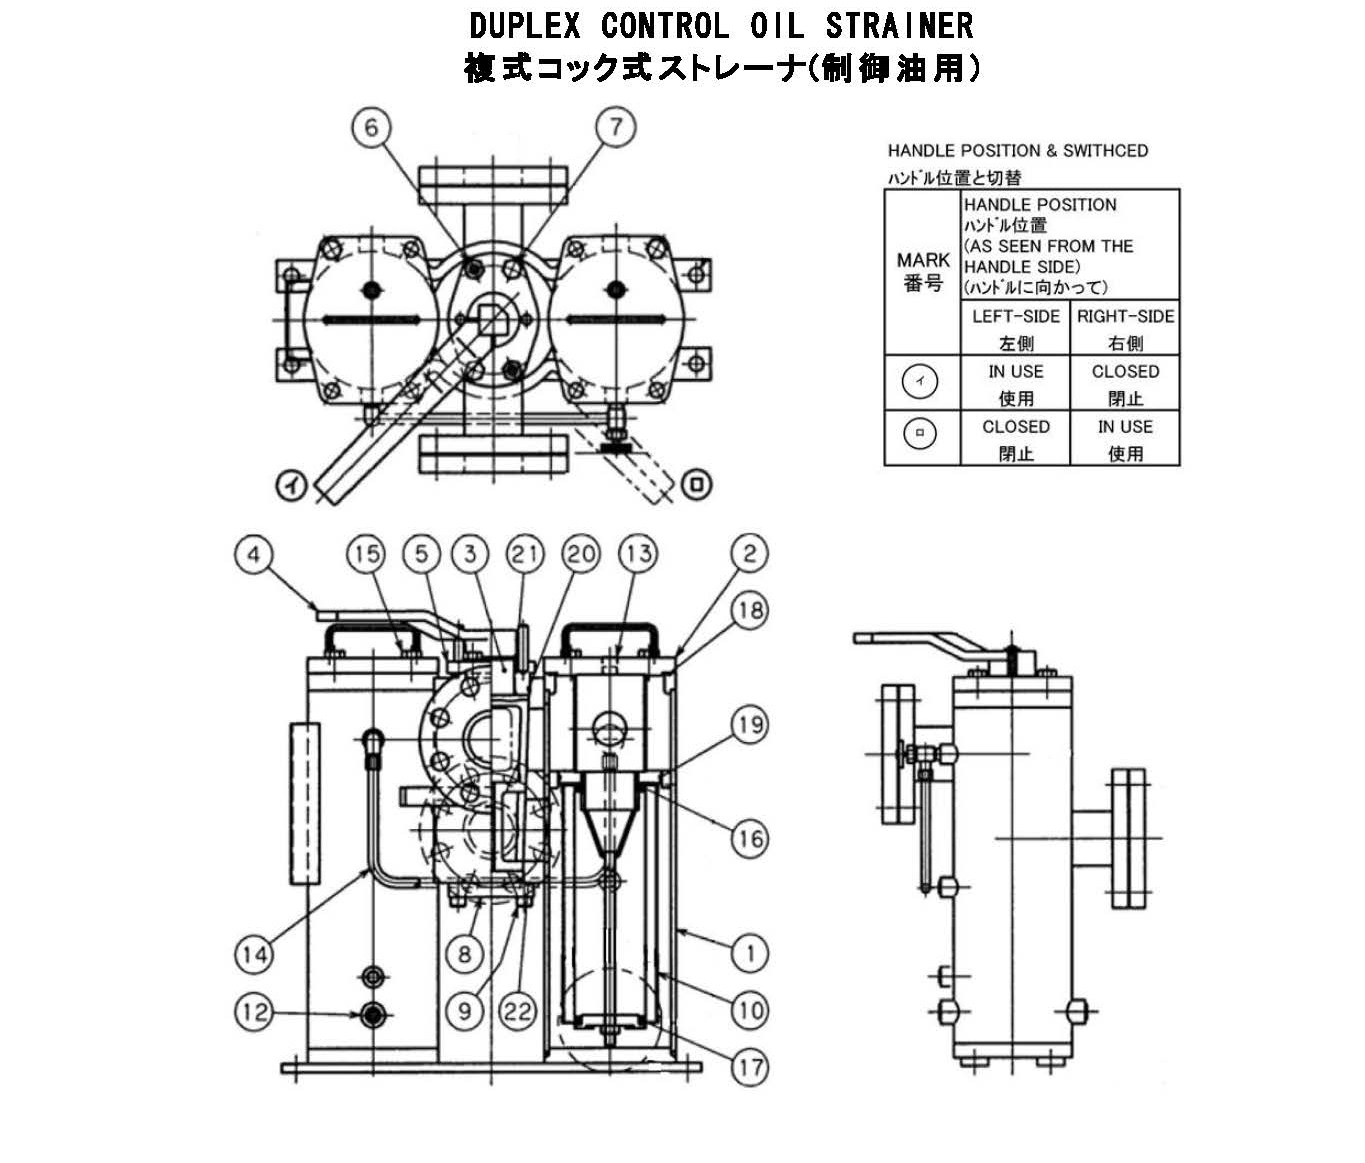 DUPLEX CONTROL OIL STRAINER
複式コック式ストレーナ(制御油用)
6
7
HANDLE POSITION & SWITHCED
ﾊﾝﾄﾞﾙ位置と切替
MARK
番号
HANDLE POSITION
ﾊﾝﾄﾞﾙ位置
(AS SEEN FROM THE
HANDLE SIDE)
(ﾊﾝﾄﾞﾙに向かって)
LEFT-SIDE
左側
RIGHT-SIDE
右側
イ
IN USE
使用
CLOSED
閉止
ロ
CLOSED
閉止
IN USE
使用
イ
ロ
4
15
5
3
21
20
13
2
18
19
16
14
8
1
12
9
22
10
17